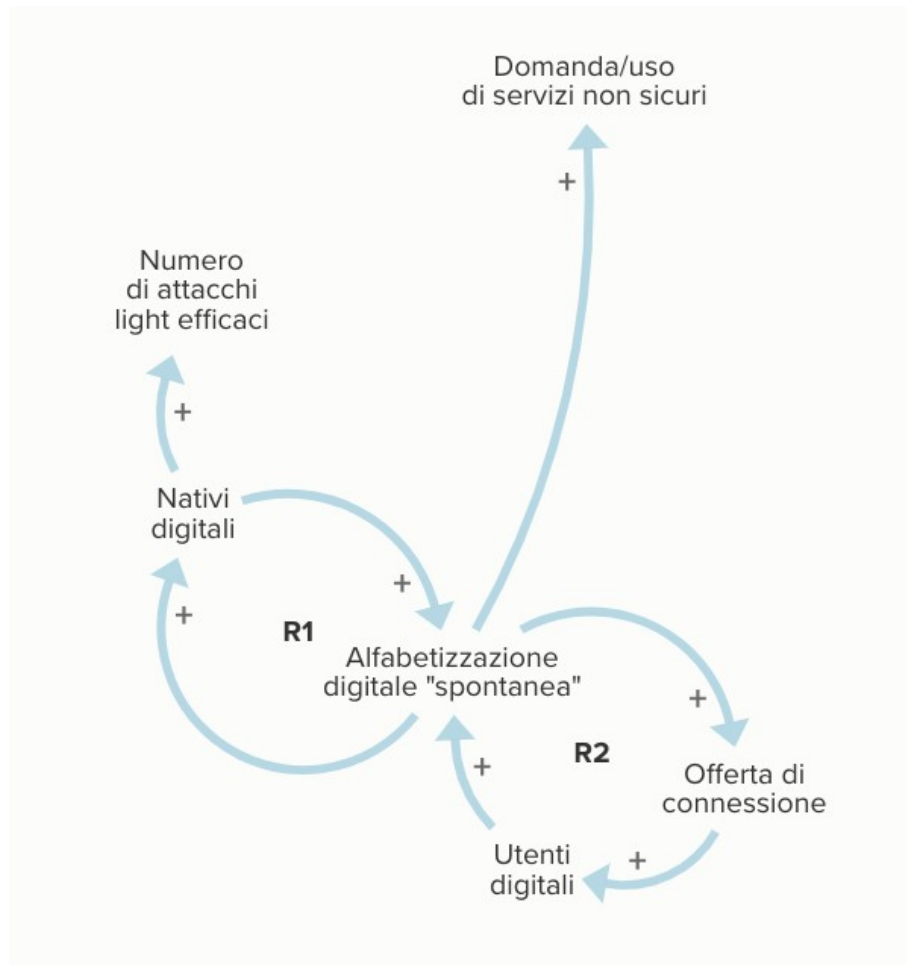 Domanda/uso
di servizi non sicuri
+
Numero
di attacchi
light efficaci
+
Nativi
digitali
+
+
R1
Alfabetizzazione
digitale "spontanea"
+
R2
+
Offerta di
connessione
Utenti
digitali
+